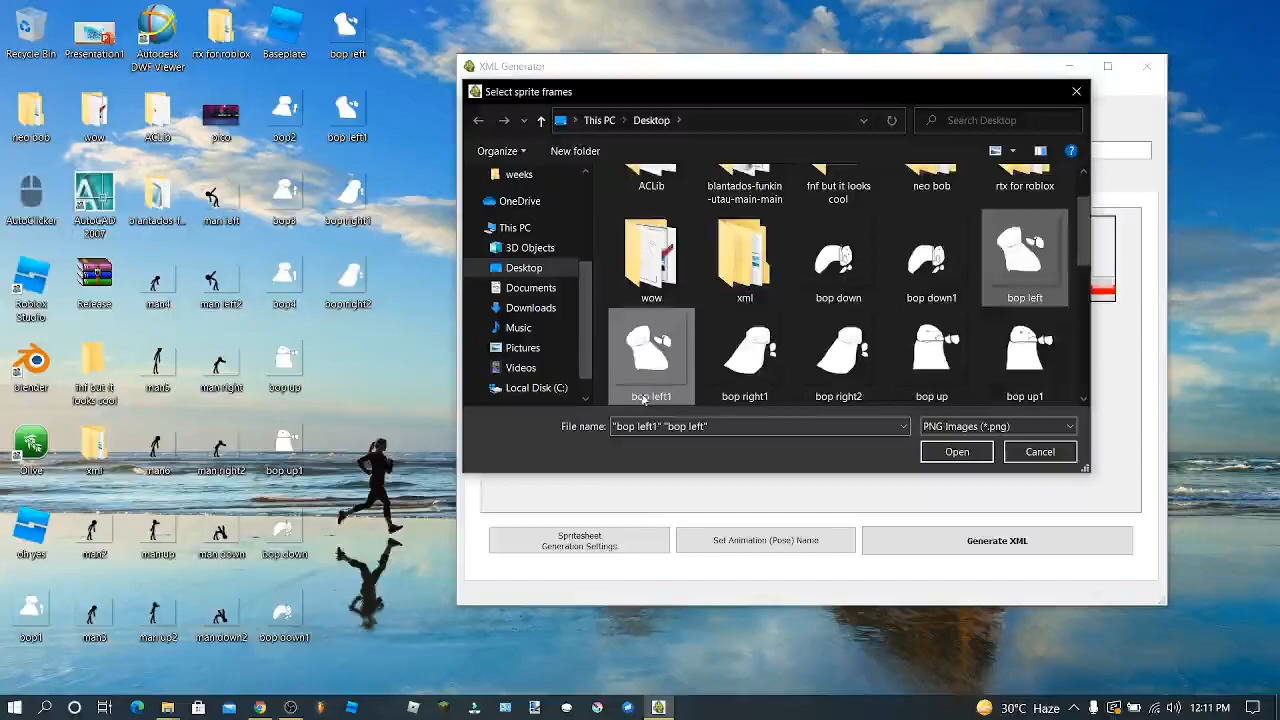 Recycle Bin
Presentation1
Autodesk
DWF Viewer
rtx for roblox
Baseplate
bop left
neo bob
wow
ACLib
pico
bop2
bop left1
AutoClicker
AutoCAD
2007
blantados-f...
man left
bop3
bop right1
Roblox
Studio
Release
man4
man left2
bop4
bop right2
blender
fnf but it
looks cool
man5
man right
bop up
Olive
xml
man6
man right2
bop up1
oh yes
man2
man up
man down
bop down
bop1
man3
man up2
man down2
bop down1
XML Generator
Select sprite frames
This PC
Desktop
Search Desktop
Organize
New folder
weeks
OneDrive
This PC
3D Objects
Desktop
Documents
Downloads
Music
Pictures
Videos
Local Disk (C:)
ACLib
blantados-funkin
-utau-main-main
fnf but it looks
cool
neo bob
rtx for roblox
wow
xml
bop down
bop down1
bop left
bop left1
bop right1
bop right2
bop up
bop up1
File name:
"bop left1" "bop left"
PNG Images (*.png)
Open
Cancel
Spritesheet
Generation Settings
Set Animation (Pose) Name
Generate XML
30°C Haze
12:11 PM